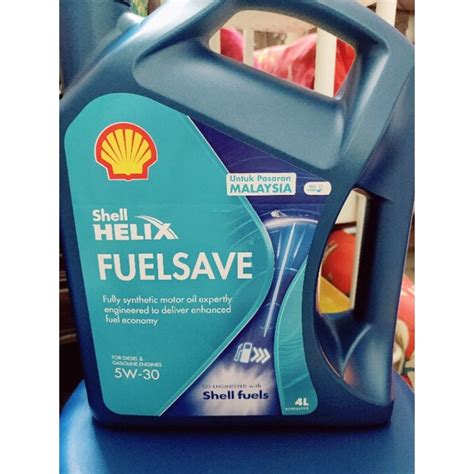 Untuk Pasaran
MALAYSIA
Shell
HELIX
FUELSAVE
Fully synthetic motor oil expertly
engineered to deliver enhanced
fuel economy
FOR DIESEL &
GASOLINE ENGINES
5W-30
CO-ENGINEERED with
Shell fuels
4L